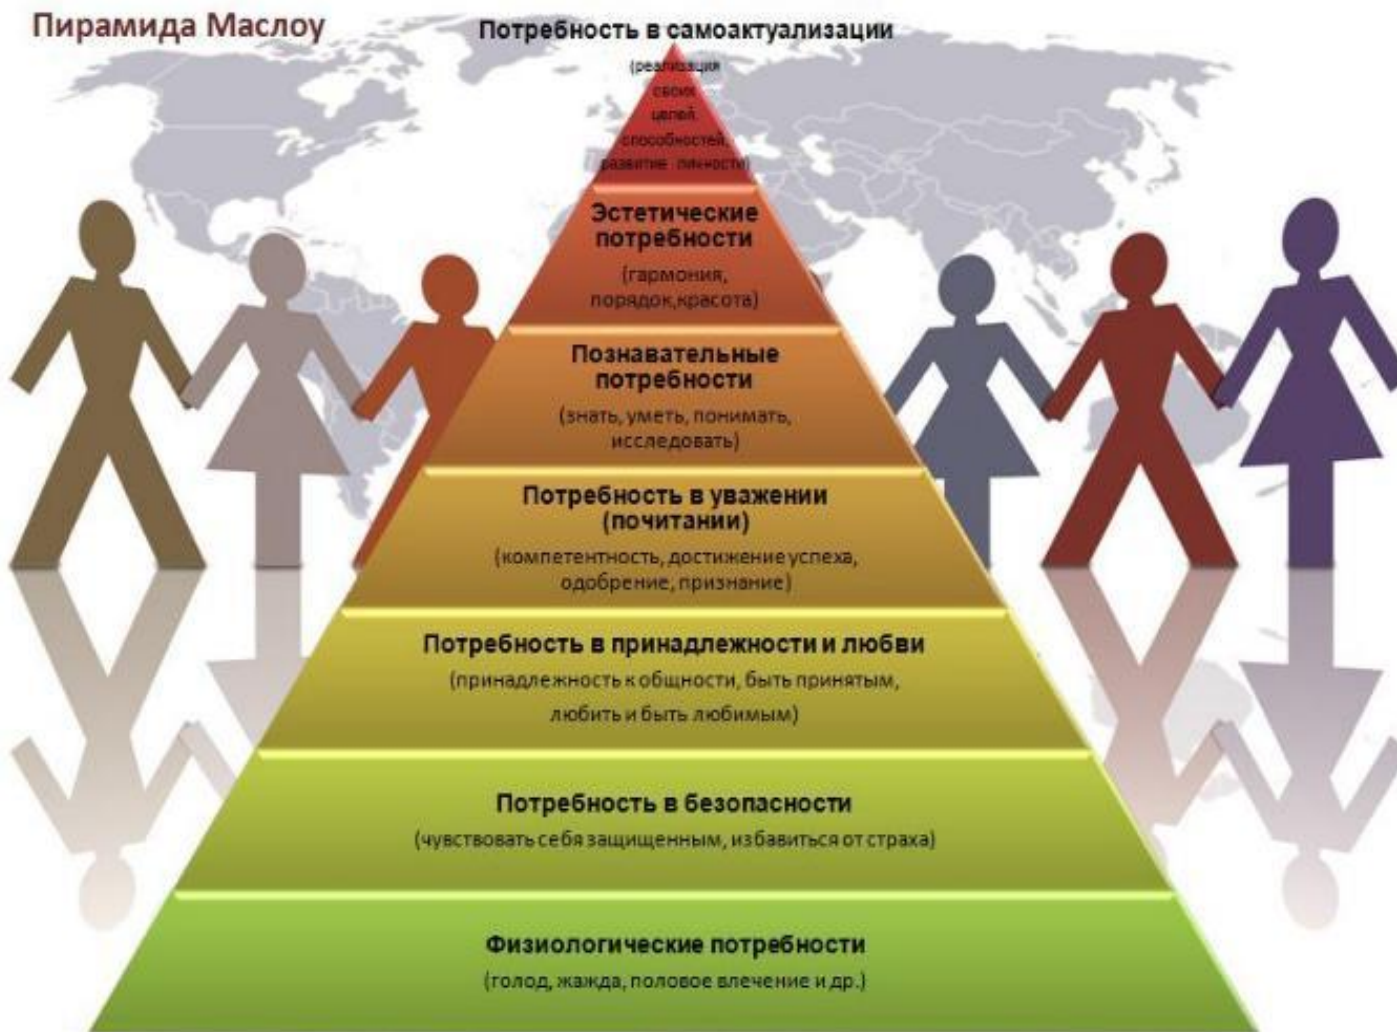 Пирамида Маслоу
Потребность в самоактуализации
(реализация
своих
целей,
способностей,
развитие личности)
Эстетические
потребности
(гармония,
порядок,красота)
Познавательные
потребности
(знать, уметь, понимать,
исследовать)
Потребность в уважении
(почитании)
(компетентность, достижение успеха,
одобрение, признание)
Потребность в принадлежности и любви
(принадлежность к общности, быть принятым,
любить и быть любимым)
Потребность в безопасности
(чувствовать себя защищенным, избавиться от страха)
Физиологические потребности
(голод, жажда, половое влечение и др.)